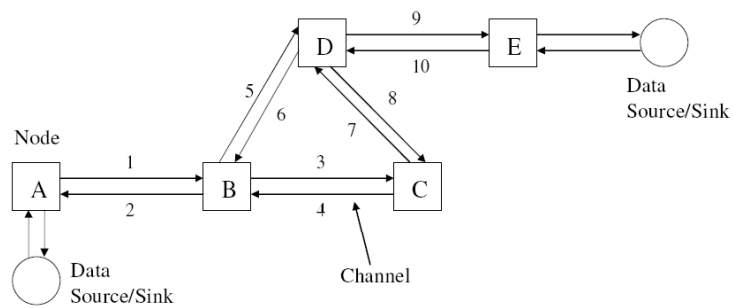 9
D
E
10
5
8
Data
Source/Sink
6
7
Node
1
3
A
B
C
2
4
Data
Source/Sink
Channel